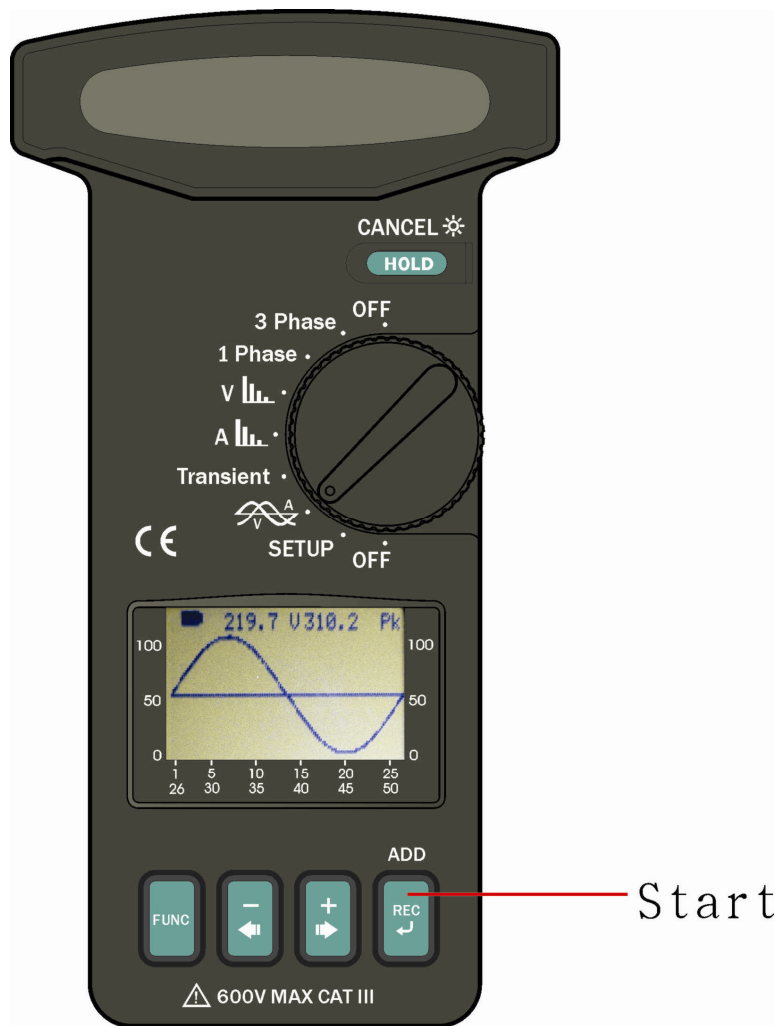 CANCEL
HOLD
OFF
3 Phase
1 Phase
V
A
Transient
A
V
SETUP
OFF
CE
219.7 V 310.2 Pk
100 100
50 50
0 0
1 5 10 15 20 25
26 30 35 40 45 50
ADD
FUNC
−
+
REC
Start
600V MAX CAT III